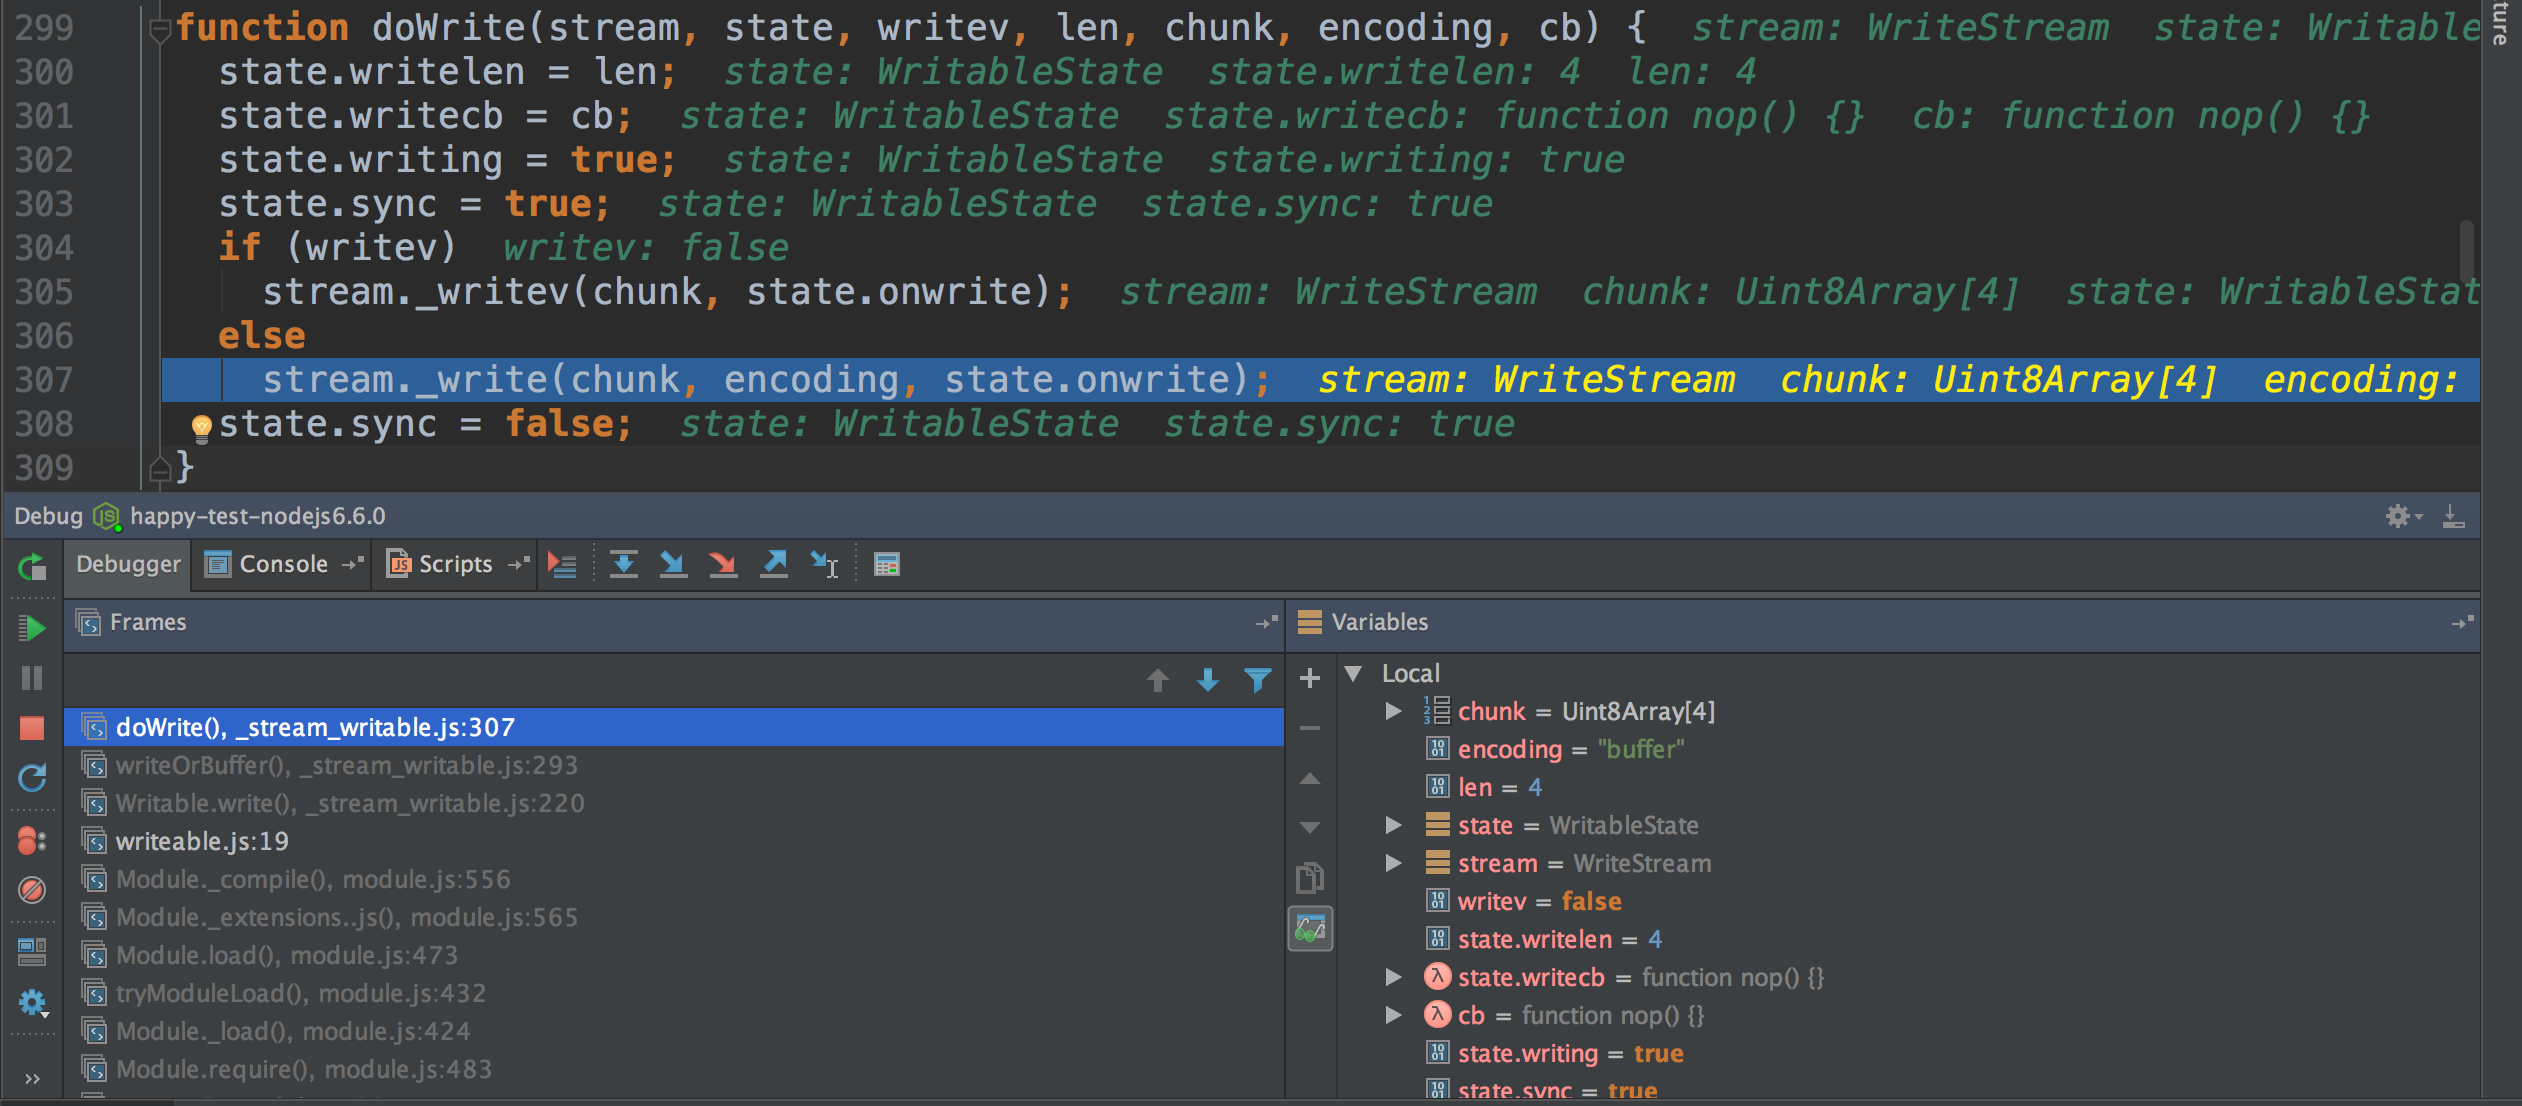 299 function doWrite(stream, state, writev, len, chunk, encoding, cb) { stream: WriteStream state: Writable
300 state.writelen = len; state: WritableState state.writelen: 4 len: 4
301 state.writecb = cb; state: WritableState state.writecb: function nop() {} cb: function nop() {}
302 state.writing = true; state: WritableState state.writing: true
303 state.sync = true; state: WritableState state.sync: true
304 if (writev) writev: false
305 stream._writev(chunk, state.onwrite); stream: WriteStream chunk: Uint8Array[4] state: WritableStat
306 else
307 stream._write(chunk, encoding, state.onwrite); stream: WriteStream chunk: Uint8Array[4] encoding:
308 state.sync = false; state: WritableState state.sync: true
309 }
ture
Debug happy-test-nodejs6.6.0
Debugger Console Scripts
Frames
doWrite(), _stream_writable.js:307
writeOrBuffer(), _stream_writable.js:293
Writable.write(), _stream_writable.js:220
writeable.js:19
Module._compile(), module.js:556
Module._extensions..js(), module.js:565
Module.load(), module.js:473
tryModuleLoad(), module.js:432
Module._load(), module.js:424
Module.require(), module.js:483
Variables
Local
chunk = Uint8Array[4]
encoding = "buffer"
len = 4
state = WritableState
stream = WriteStream
writev = false
state.writelen = 4
state.writecb = function nop() {}
cb = function nop() {}
state.writing = true
state.sync = true